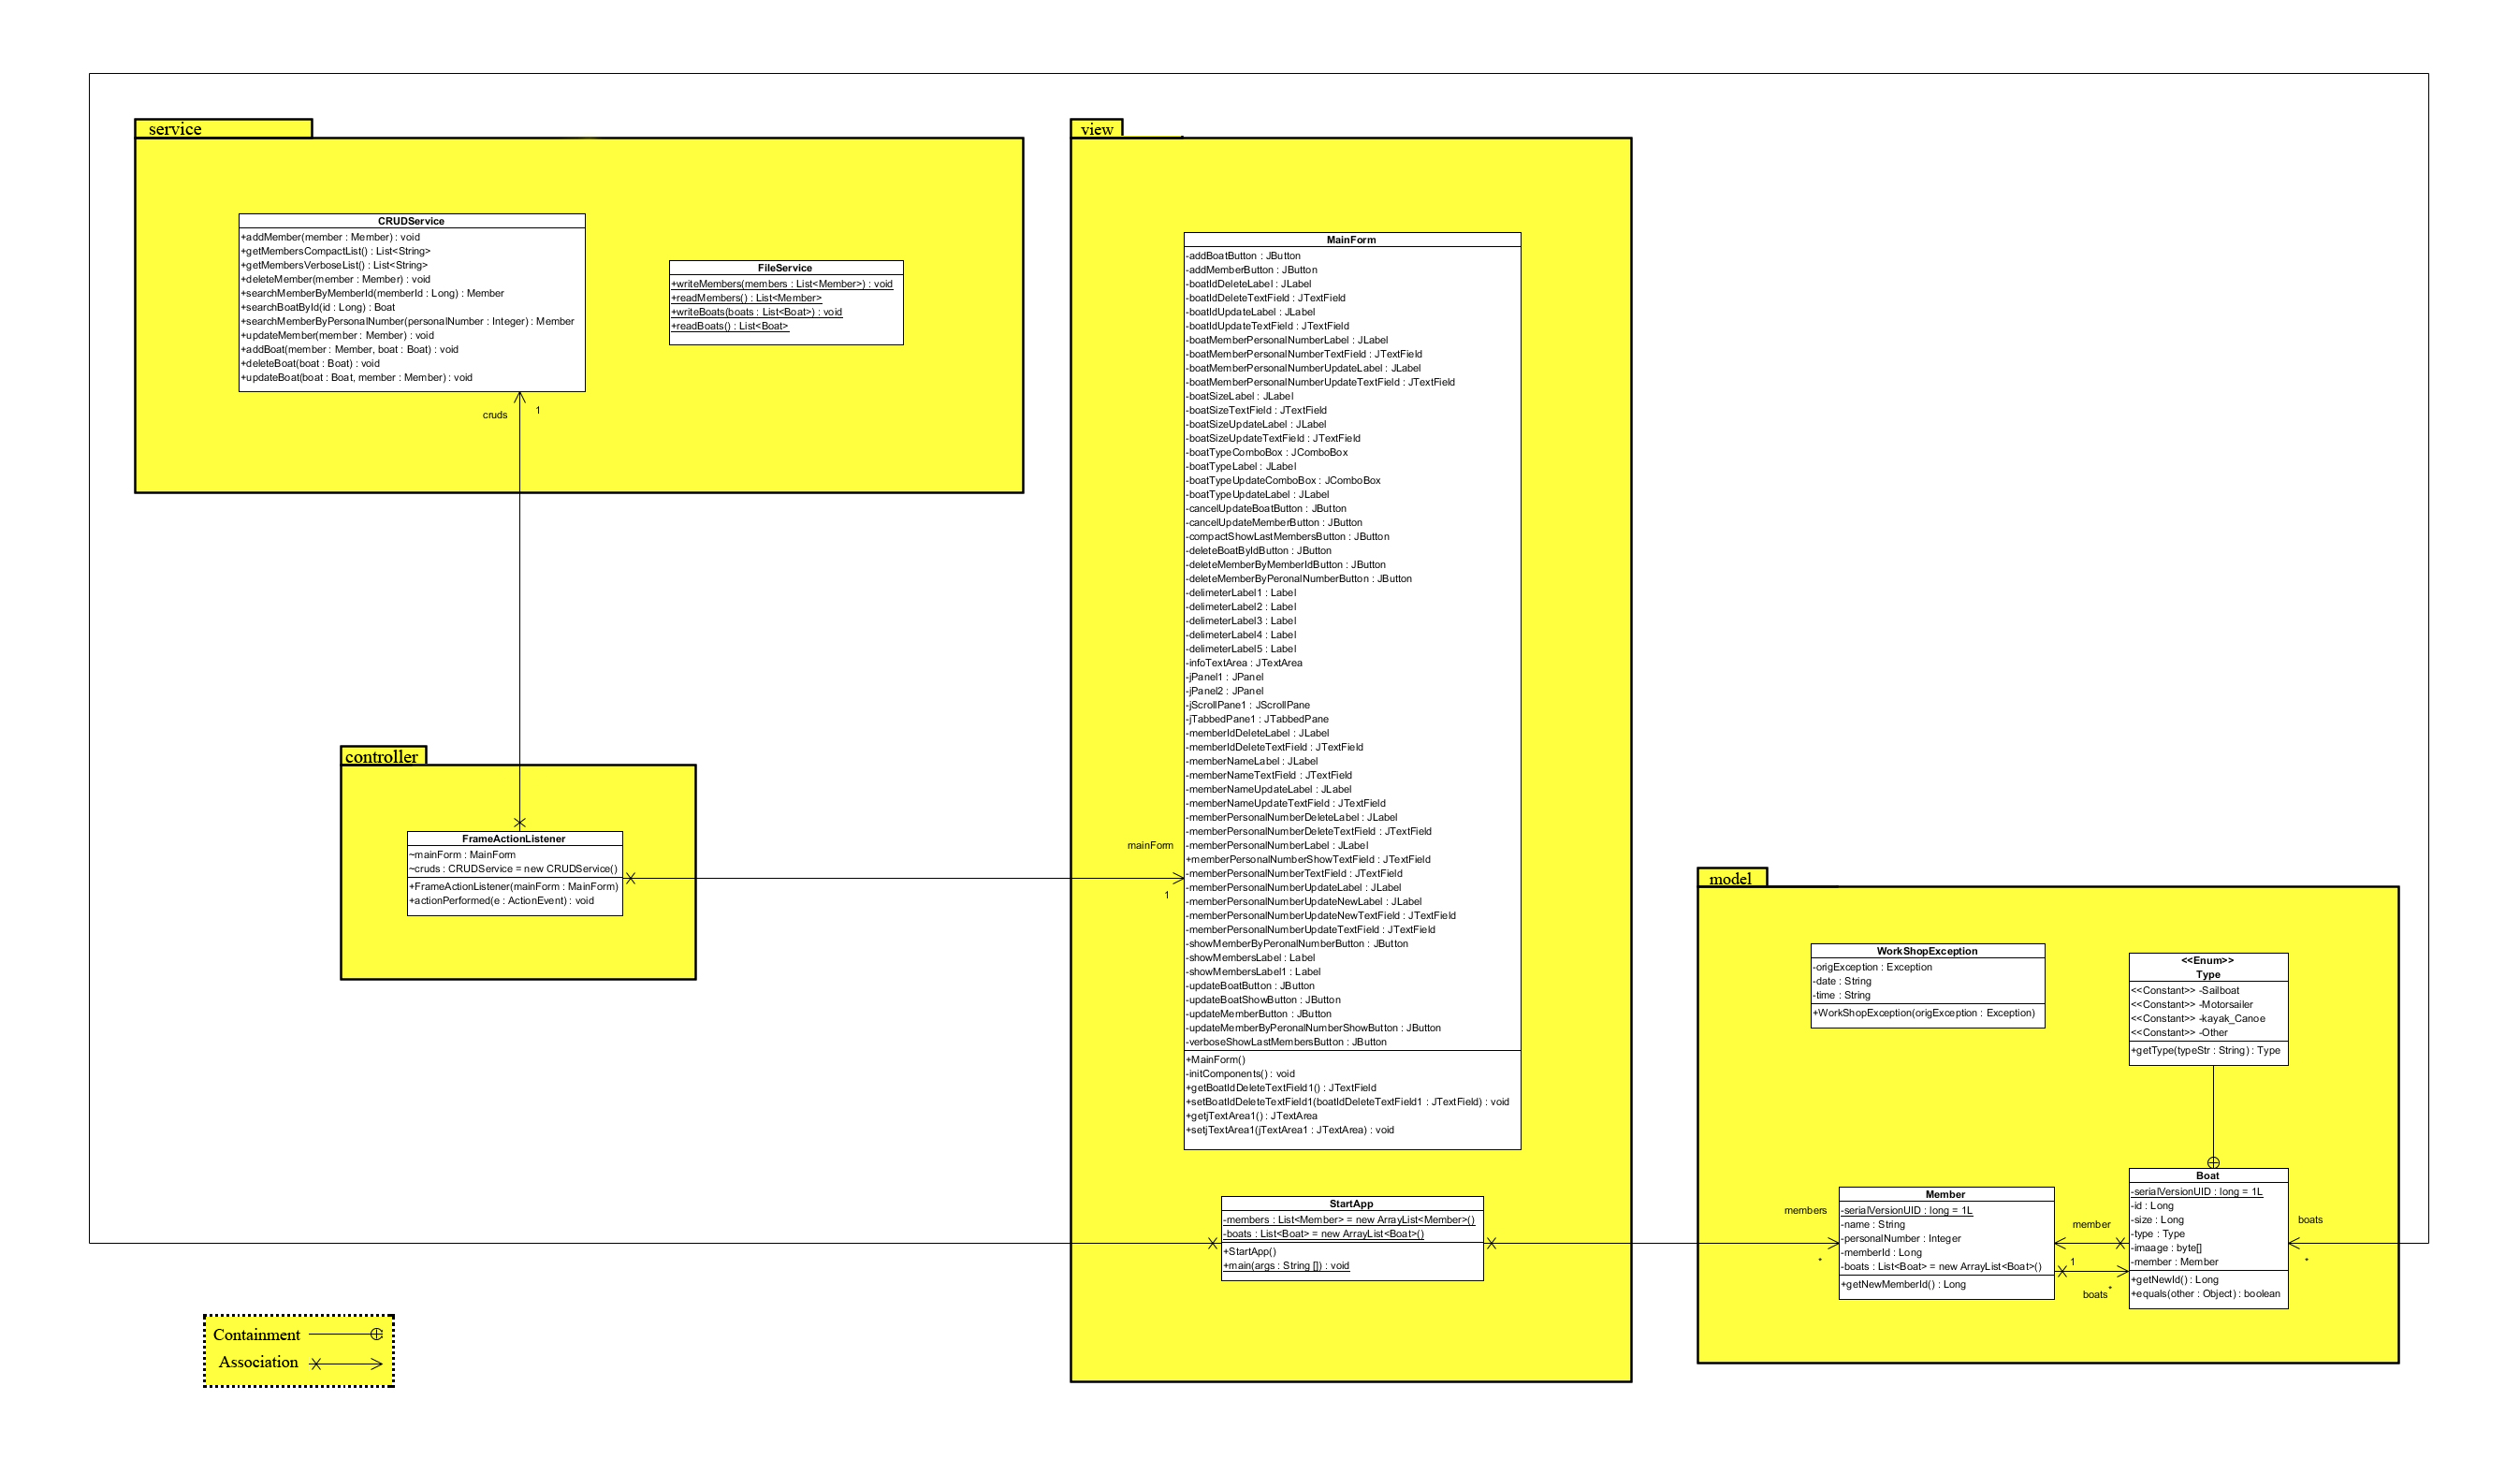 service
CRUDService
+addMember(member : Member) : void
+getMembersCompactList() : List<String>
+getMembersVerboseList() : List<String>
+deleteMember(member : Member) : void
+searchMemberByMemberId(memberId : Long) : Member
+searchBoatById(id : Long) : Boat
+searchMemberByPersonalNumber(personalNumber : Integer) : Member
+updateMember(member : Member) : void
+addBoat(member : Member, boat : Boat) : void
+deleteBoat(boat : Boat) : void
+updateBoat(boat : Boat, member : Member) : void
FileService
+writeMembers(members : List<Member>) : void
+readMembers() : List<Member>
+writeBoats(boats : List<Boat>) : void
+readBoats() : List<Boat>
cruds
1
controller
FrameActionListener
~mainForm : MainForm
~cruds : CRUDService = new CRUDService()
+FrameActionListener(mainForm : MainForm)
+actionPerformed(e : ActionEvent) : void
view
MainForm
-addBoatButton : JButton
-addMemberButton : JButton
-boatIdDeleteLabel : JLabel
-boatIdDeleteTextField : JTextField
-boatIdUpdateLabel : JLabel
-boatIdUpdateTextField : JTextField
-boatMemberPersonalNumberLabel : JLabel
-boatMemberPersonalNumberTextField : JTextField
-boatMemberPersonalNumberUpdateLabel : JLabel
-boatMemberPersonalNumberUpdateTextField : JTextField
-boatSizeLabel : JLabel
-boatSizeTextField : JTextField
-boatSizeUpdateLabel : JLabel
-boatSizeUpdateTextField : JTextField
-boatTypeComboBox : JComboBox
-boatTypeLabel : JLabel
-boatTypeUpdateComboBox : JComboBox
-boatTypeUpdateLabel : JLabel
-cancelUpdateBoatButton : JButton
-cancelUpdateMemberButton : JButton
-compactShowLastMembersButton : JButton
-deleteBoatByIdButton : JButton
-deleteMemberByMemberIdButton : JButton
-deleteMemberByPeronalNumberButton : JButton
-delimeterLabel1 : Label
-delimeterLabel2 : Label
-delimeterLabel3 : Label
-delimeterLabel4 : Label
-delimeterLabel5 : Label
-infoTextArea : JTextArea
-jPanel1 : JPanel
-jPanel2 : JPanel
-jScrollPane1 : JScrollPane
-jTabbedPane1 : JTabbedPane
-memberIdDeleteLabel : JLabel
-memberIdDeleteTextField : JTextField
-memberNameLabel : JLabel
-memberNameTextField : JTextField
-memberNameUpdateLabel : JLabel
-memberNameUpdateTextField : JTextField
-memberPersonalNumberDeleteLabel : JLabel
-memberPersonalNumberDeleteTextField : JTextField
-memberPersonalNumberLabel : JLabel
+memberPersonalNumberShowTextField : JTextField
-memberPersonalNumberTextField : JTextField
-memberPersonalNumberUpdateLabel : JLabel
-memberPersonalNumberUpdateNewLabel : JLabel
-memberPersonalNumberUpdateNewTextField : JTextField
-memberPersonalNumberUpdateTextField : JTextField
-showMemberByPeronalNumberButton : JButton
-showMembersLabel : Label
-showMembersLabel1 : Label
-updateBoatButton : JButton
-updateBoatShowButton : JButton
-updateMemberButton : JButton
-updateMemberByPeronalNumberShowButton : JButton
-verboseShowLastMembersButton : JButton
+MainForm()
-initComponents() : void
+getBoatIdDeleteTextField1() : JTextField
+setBoatIdDeleteTextField1(boatIdDeleteTextField1 : JTextField) : void
+getjTextArea1() : JTextArea
+setjTextArea1(jTextArea1 : JTextArea) : void
mainForm
1
StartApp
-members : List<Member> = new ArrayList<Member>()
-boats : List<Boat> = new ArrayList<Boat>()
+StartApp()
+main(args : String []) : void
model
WorkShopException
-origException : Exception
-date : String
-time : String
+WorkShopException(origException : Exception)
<<Enum>>
Type
<<Constant>> -Sailboat
<<Constant>> -Motorsailer
<<Constant>> -kayak_Canoe
<<Constant>> -Other
+getType(typeStr : String) : Type
members
*
Member
-serialVersionUID : long = 1L
-name : String
-personalNumber : Integer
-memberId : Long
-boats : List<Boat> = new ArrayList<Boat>()
+getNewMemberId() : Long
member
1
boats
*
Boat
-serialVersionUID : long = 1L
-id : Long
-size : Long
-type : Type
-imaage : byte[]
-member : Member
+getNewId() : Long
+equals(other : Object) : boolean
boats
*
Containment
Association